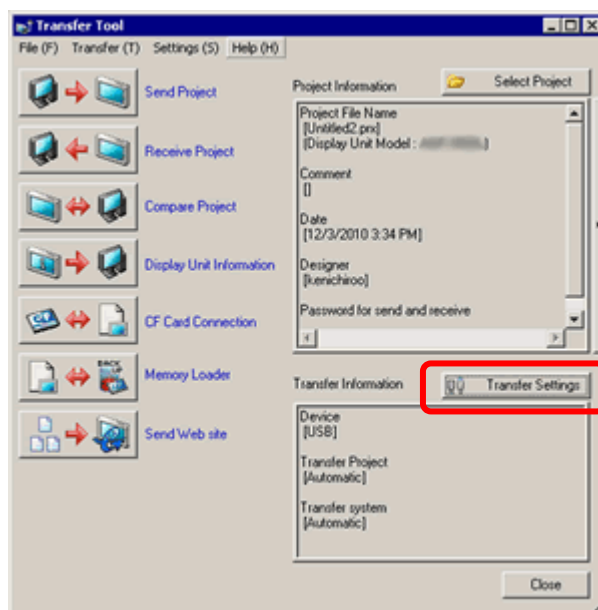 Transfer Tool
File (F) Transfer (T) Settings (S) Help (H)
Send Project
Receive Project
Compare Project
Display Unit Information
CF Card Connection
Memory Loader
Send Web site
Project Information
Select Project
Project File Name
[Untitled2.prx]
(Display Unit Model : )
Comment
[]
Date
[12/3/2010 3:34 PM]
Designer
[kenichiroo]
Password for send and receive
Transfer Information
Transfer Settings
Device
[USB]
Transfer Project
[Automatic]
Transfer system
[Automatic]
Close
BACK
UP